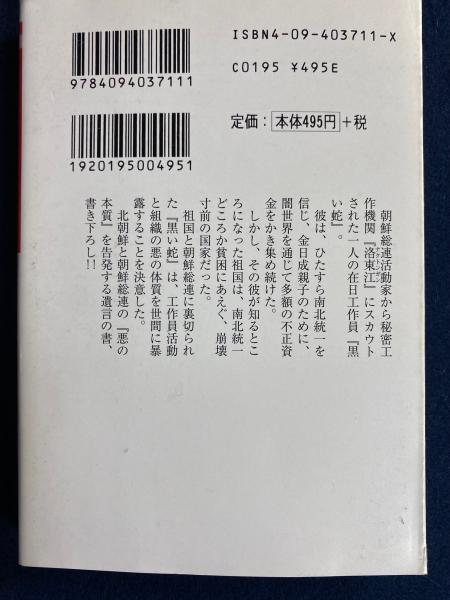 ISBN4-09-403711-X
C0195 ¥495E
9784094037111
定価：本体495円+税
1920195004951
朝鮮総連活動家から秘密工
作機関『洛東江』にスカウト
された一人の在日工作員『黒
い蛇』。
彼は、ひたすら南北統一を
信じ、金日成親子のために、
闇世界を通じて多額の不正資
金をかき集め続けた。
しかし、その彼が知るとこ
ろになった祖国は、南北統一
どころか貧困にあえぐ、崩壊
寸前の国家だった。
祖国と朝鮮総連に裏切られ
た『黒い蛇』は、工作員活動
と組織の悪の体質を世間に暴
露することを決意した。
北朝鮮と朝鮮総連の『悪の
本質』を告発する遺言の書、
書き下ろし!!